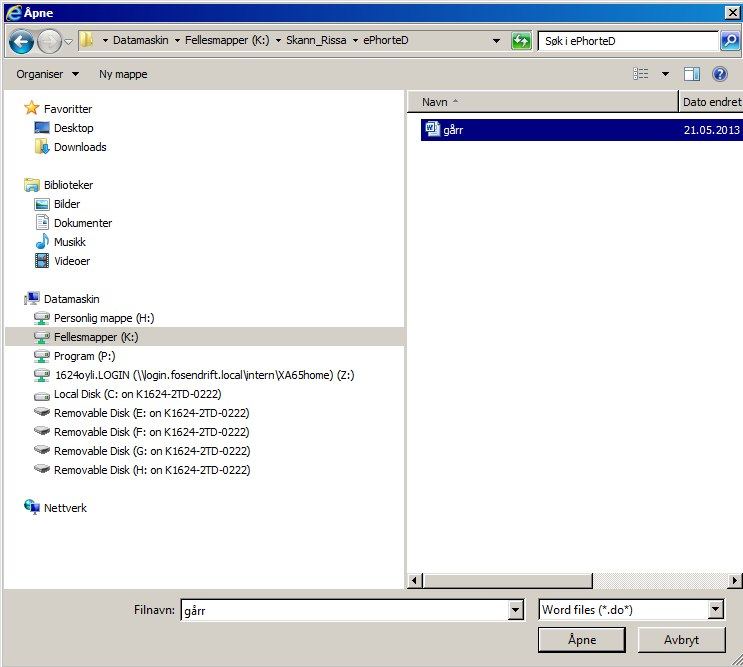 Åpne
Datamaskin Fellesmapper (K:) Skann_Rissa ePhorteD
Søk i ePhorteD
Organiser Ny mappe
Favoritter
Desktop
Downloads
Biblioteker
Bilder
Dokumenter
Musikk
Videoer
Datamaskin
Personlig mappe (H:)
Fellesmapper (K:)
Program (P:)
1624oyli.LOGIN (\\login.fosendrift.local\intern\XA65home) (Z:)
Local Disk (C: on K1624-2TD-0222)
Removable Disk (E: on K1624-2TD-0222)
Removable Disk (F: on K1624-2TD-0222)
Removable Disk (G: on K1624-2TD-0222)
Removable Disk (H: on K1624-2TD-0222)
Nettverk
Navn Dato endret
gårr 21.05.2013
Filnavn: gårr Word files (*.do*)
Åpne Avbryt